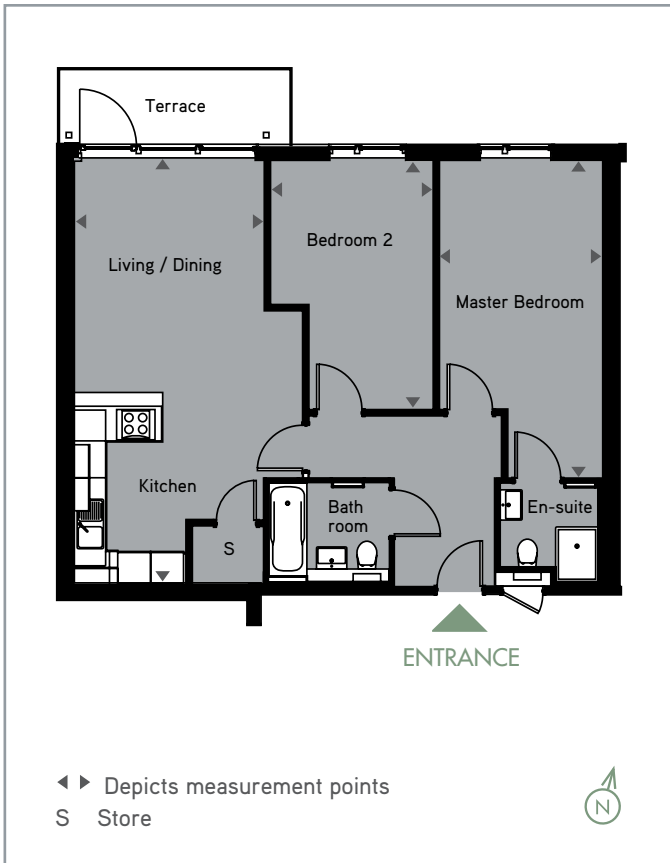 Terrace
Living / Dining
Bedroom 2
Master Bedroom
Kitchen
S
Bath
room
En-suite
ENTRANCE
Depicts measurement points
S Store
N